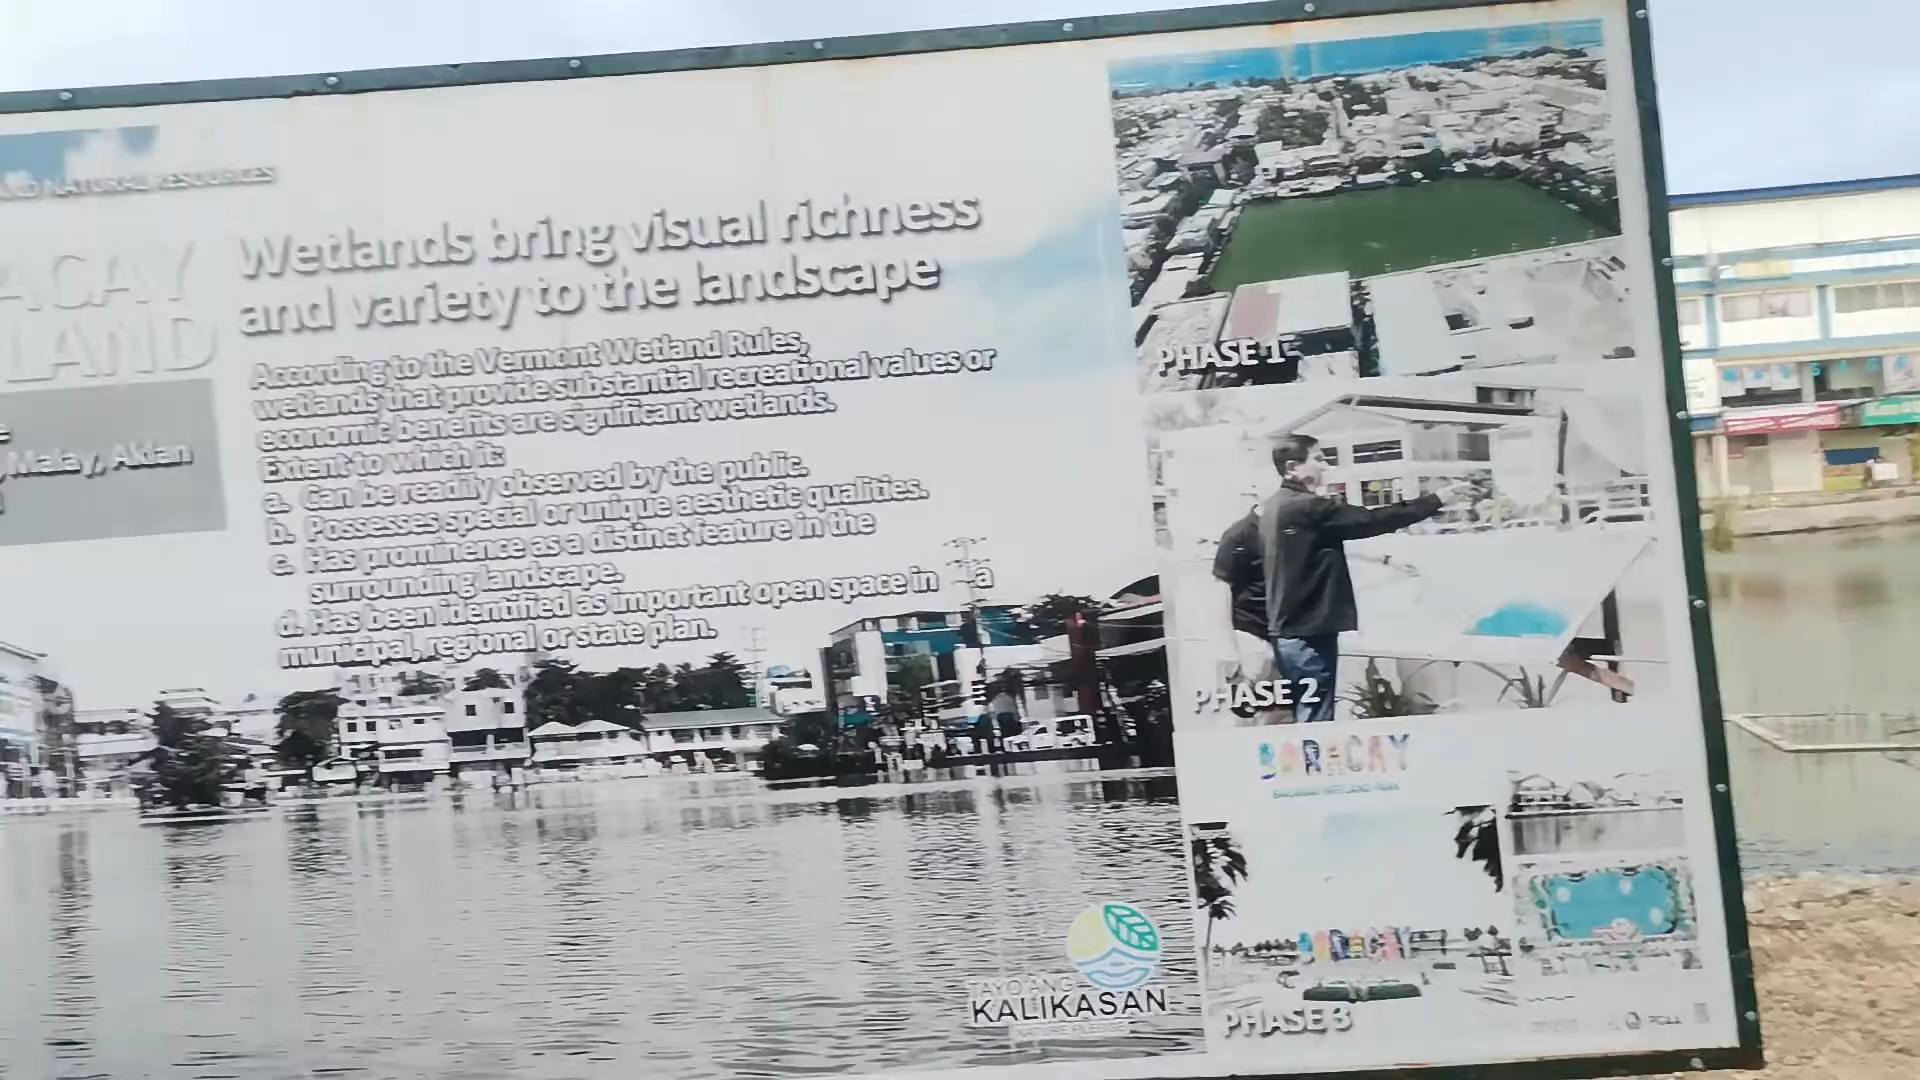 AND NATURAL RESOURCES
ACAY
LAND
, Malay, Aklan
Wetlands bring visual richness
and variety to the landscape
According to the Vermont Wetland Rules,
wetlands that provide substantial recreational values or
economic benefits are significant wetlands.
Extent to which it:
a. Can be readily observed by the public.
b. Possesses special or unique aesthetic qualities.
c. Has prominence as a distinct feature in the
surrounding landscape.
d. Has been identified as important open space in a
municipal, regional or state plan.
PHASE 1
PHASE 2
BORACAY
BORACAY
PHASE 3
TAYO ANG
KALIKASAN